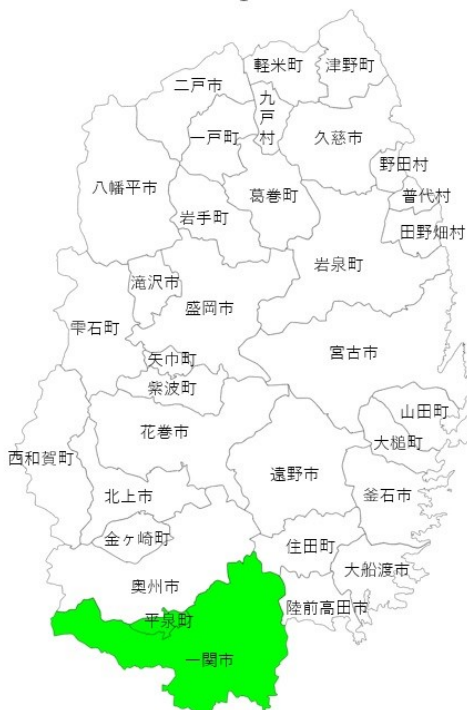 軽米町
津野町
二戸市
九戸村
一戸町
久慈市
野田村
八幡平市
葛巻町
普代村
岩手町
田野畑村
岩泉町
滝沢市
盛岡市
雫石町
宮古市
矢巾町
紫波町
山田町
花巻市
大槌町
西和賀町
遠野市
釜石市
北上市
金ヶ崎町
住田町
大船渡市
奥州市
陸前高田市
平泉町
一関市